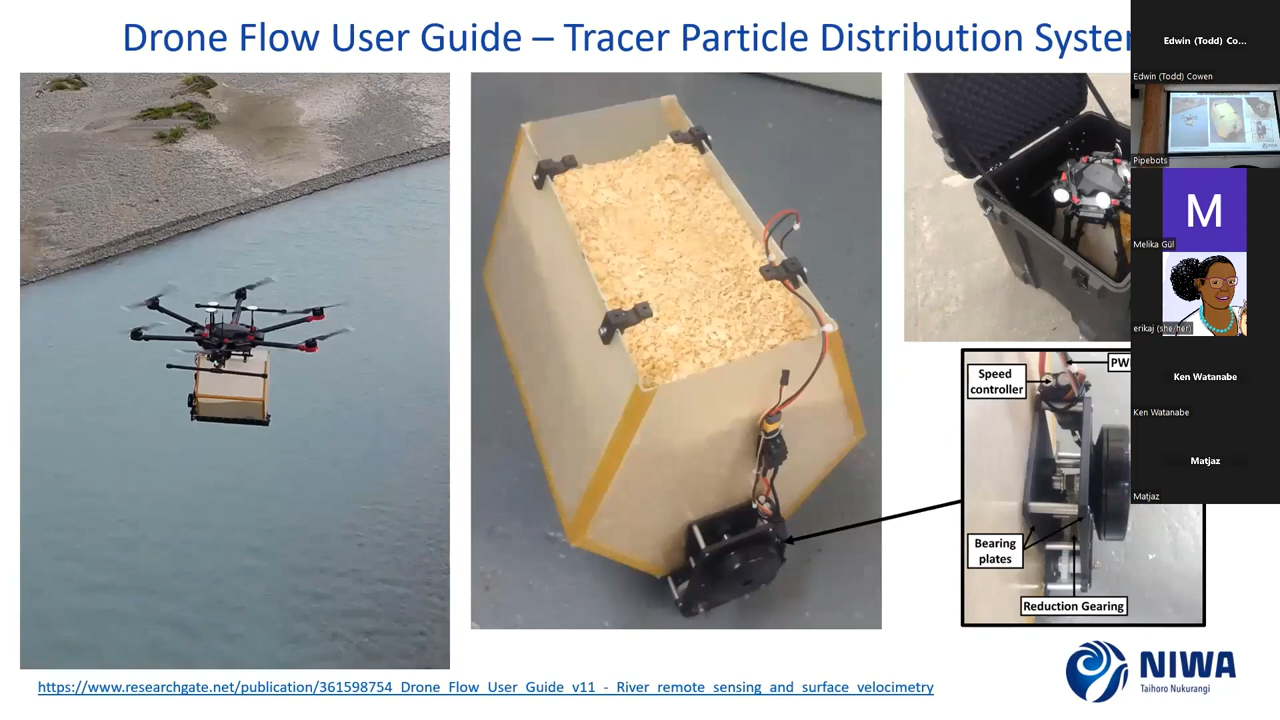 Drone Flow User Guide – Tracer Particle Distribution Syste
Edwin (Todd) Co...
Edwin (Todd) Cowen
Pipebots
M
Melika Gül
erikaj (she/her)
Ken Watanabe
Ken Watanabe
Matjaz
Matjaz
Speed
controller
PW
Bearing
plates
Reduction Gearing
NIWA
Taihoro Nukurangi
https://www.researchgate.net/publication/361598754_Drone_Flow_User_Guide_v11_-_River_remote_sensing_and_surface_velocimetry